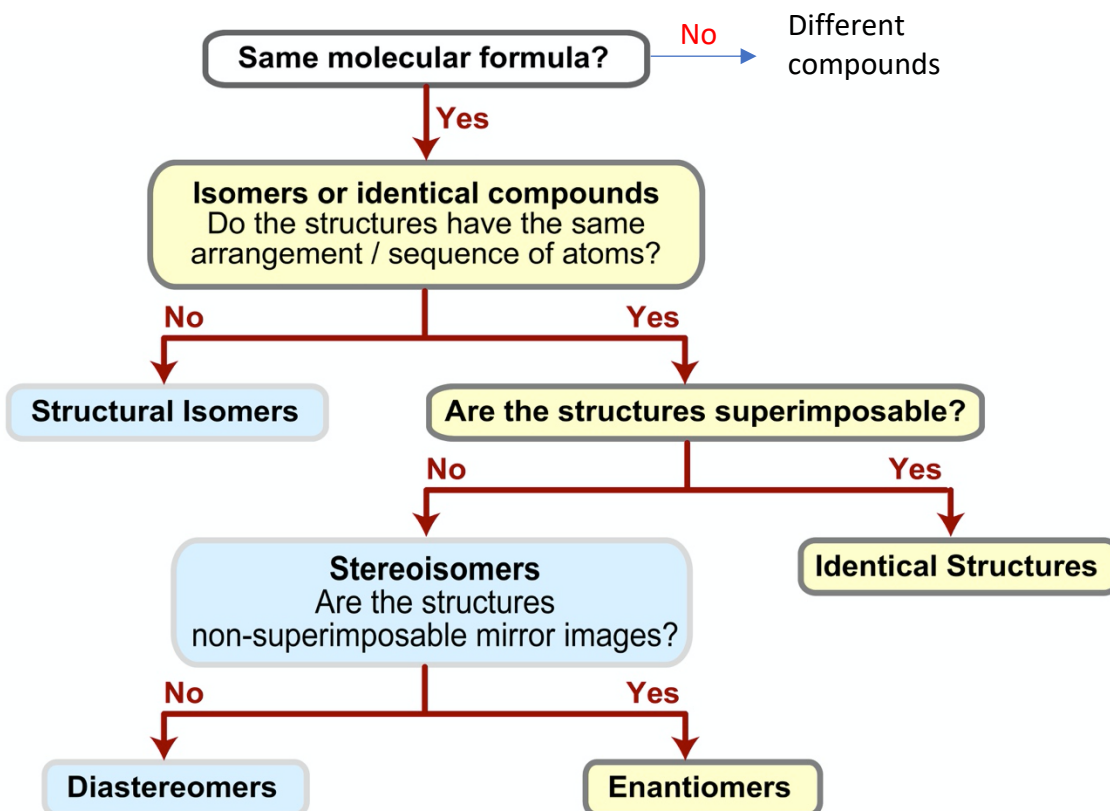 Same molecular formula?
No
Different
compounds
Yes
Isomers or identical compounds
Do the structures have the same
arrangement / sequence of atoms?
No
Yes
Structural Isomers
Are the structures superimposable?
No
Yes
Stereoisomers
Are the structures
non-superimposable mirror images?
Identical Structures
No
Yes
Diastereomers
Enantiomers